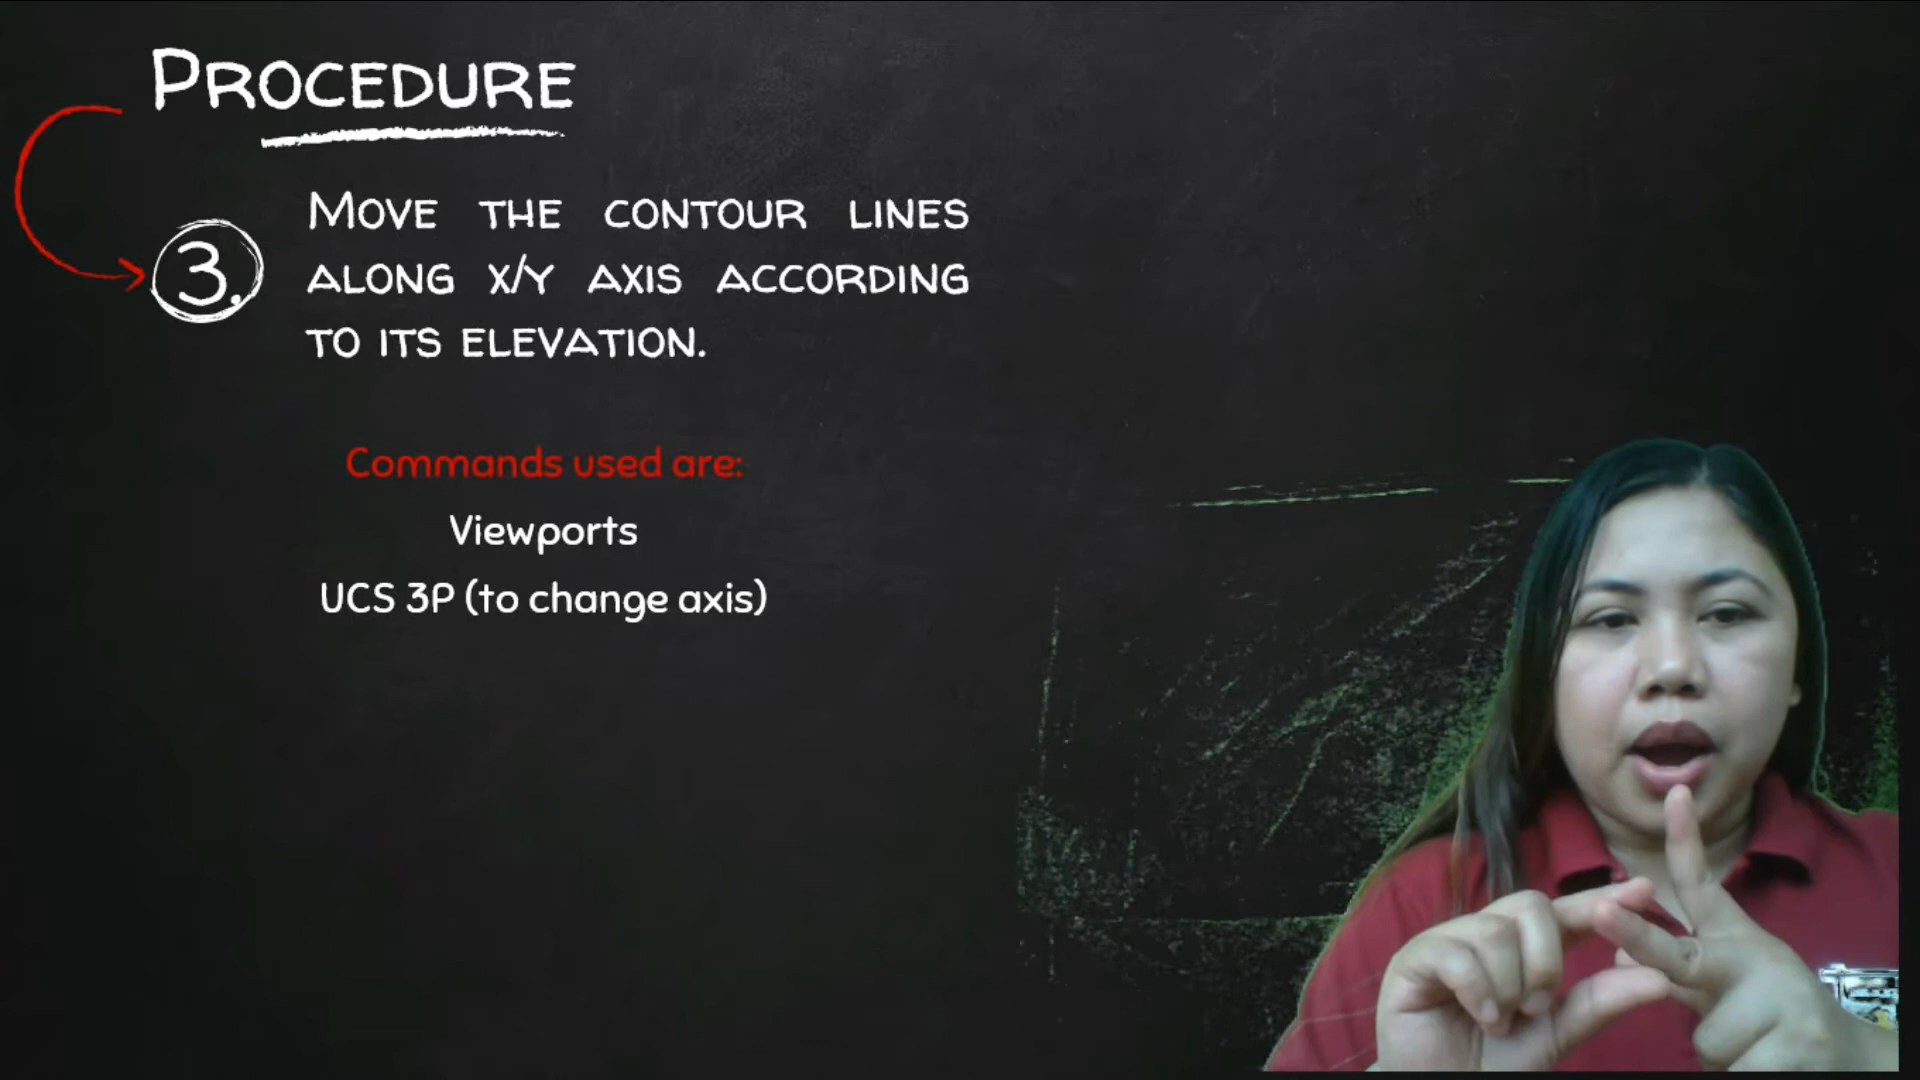 PROCEDURE
3.
MOVE THE CONTOUR LINES
ALONG X/Y AXIS ACCORDING
TO ITS ELEVATION.
Commands used are:
Viewports
UCS 3P (to change axis)